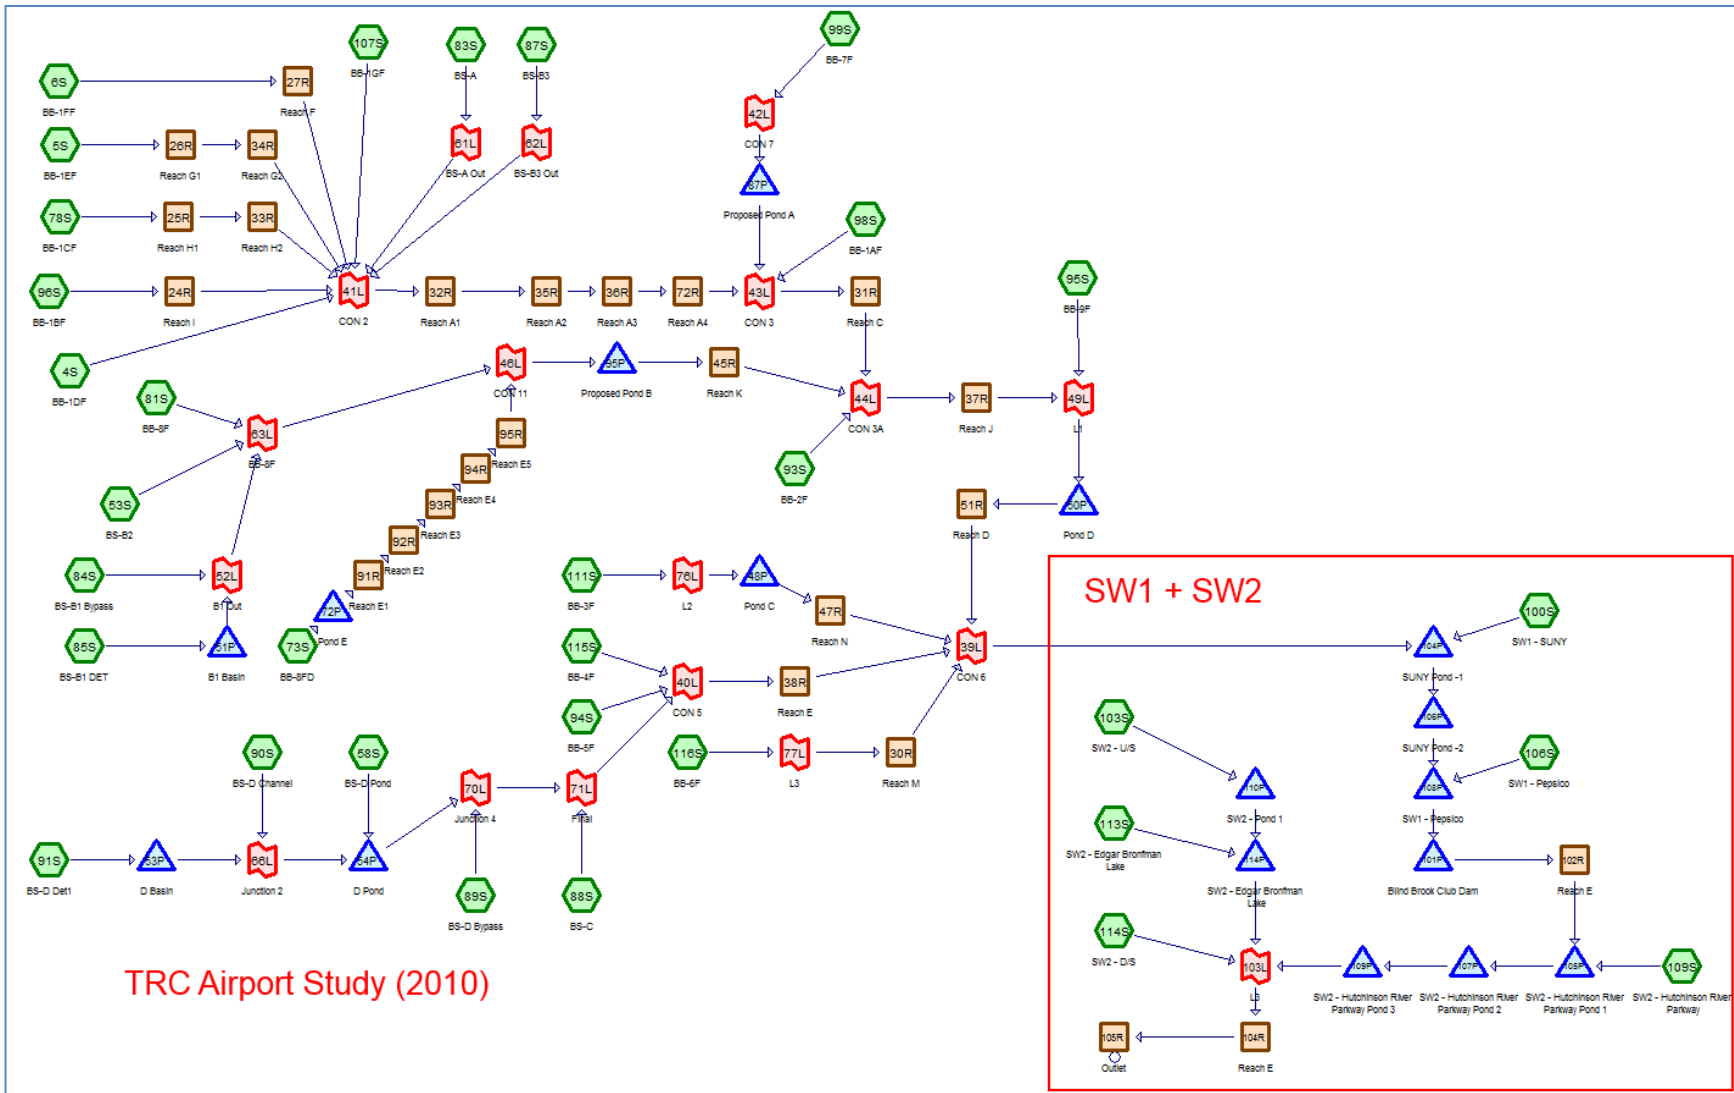 107S
BB-1GF
83S
BS-A
87S
BS-B3
99S
BB-7F
6S
BB-1FF
27R
Reach F
5S
BB-1EF
26R
Reach G1
34R
Reach G2
61L
BS-A Out
62L
BS-B3 Out
42L
CON 7
78S
BB-1CF
25R
Reach H1
33R
Reach H2
97P
Proposed Pond A
98S
BB-1AF
96S
BB-1BF
24R
Reach I
41L
CON 2
32R
Reach A1
35R
Reach A2
36R
Reach A3
72R
Reach A4
43L
CON 3
31R
Reach C
95S
BB-9F
4S
BB-1DF
46L
CON 11
95P
Proposed Pond B
45R
Reach K
81S
BB-8F
63L
BB-8F
44L
CON 3A
37R
Reach J
49L
L1
95R
Reach E5
94R
Reach E4
93S
BB-2F
53S
BS-B2
93R
Reach E3
51R
Reach D
50P
Pond D
92R
Reach E2
84S
BS-B1 Bypass
52L
B1 Out
91R
Reach E1
111S
BB-3F
76L
L2
48P
Pond C
47R
Reach N
72P
Pond E
85S
BS-B1 DET
51P
B1 Basin
73S
BB-8FD
SW1 + SW2
115S
BB-4F
39L
CON 6
104P
SUNY Pond -1
100S
SW1 - SUNY
40L
CON 5
38R
Reach E
94S
BB-5F
103S
SW2 - U/S
106P
SUNY Pond -2
116S
BB-6F
77L
L3
30R
Reach M
90S
BS-D Channel
58S
BS-D Pond
70L
Junction 4
71L
Final
110P
SW2 - Pond 1
108P
SW1 - Pepsico
106S
SW1 - Pepsico
113S
SW2 - Edgar Bronfman
Lake
91S
BS-D Det1
53P
D Basin
66L
Junction 2
54P
D Pond
89S
BS-D Bypass
88S
BS-C
114P
SW2 - Edgar Bronfman
Lake
101P
Blind Brook Club Dam
102R
Reach E
114S
SW2 - D/S
103L
L3
109P
SW2 - Hutchinson River
Parkway Pond 3
107P
SW2 - Hutchinson River
Parkway Pond 2
105P
SW2 - Hutchinson River
Parkway Pond 1
109S
SW2 - Hutchinson River
Parkway
TRC Airport Study (2010)
105R
Outlet
104R
Reach E